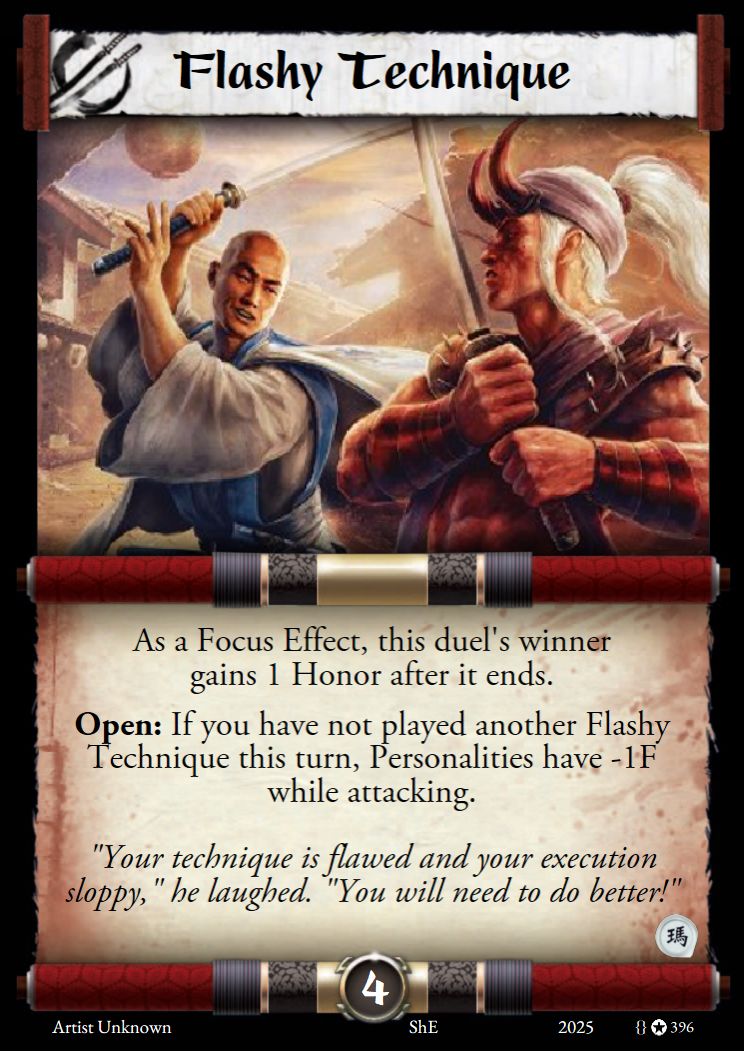 Flashy Technique
As a Focus Effect, this duel's winner
gains 1 Honor after it ends.
Open: If you have not played another Flashy
Technique this turn, Personalities have -1F
while attacking.
"Your technique is flawed and your execution
sloppy," he laughed. "You will need to do better!"
瑪
4
Artist Unknown ShE 2025 {} 396